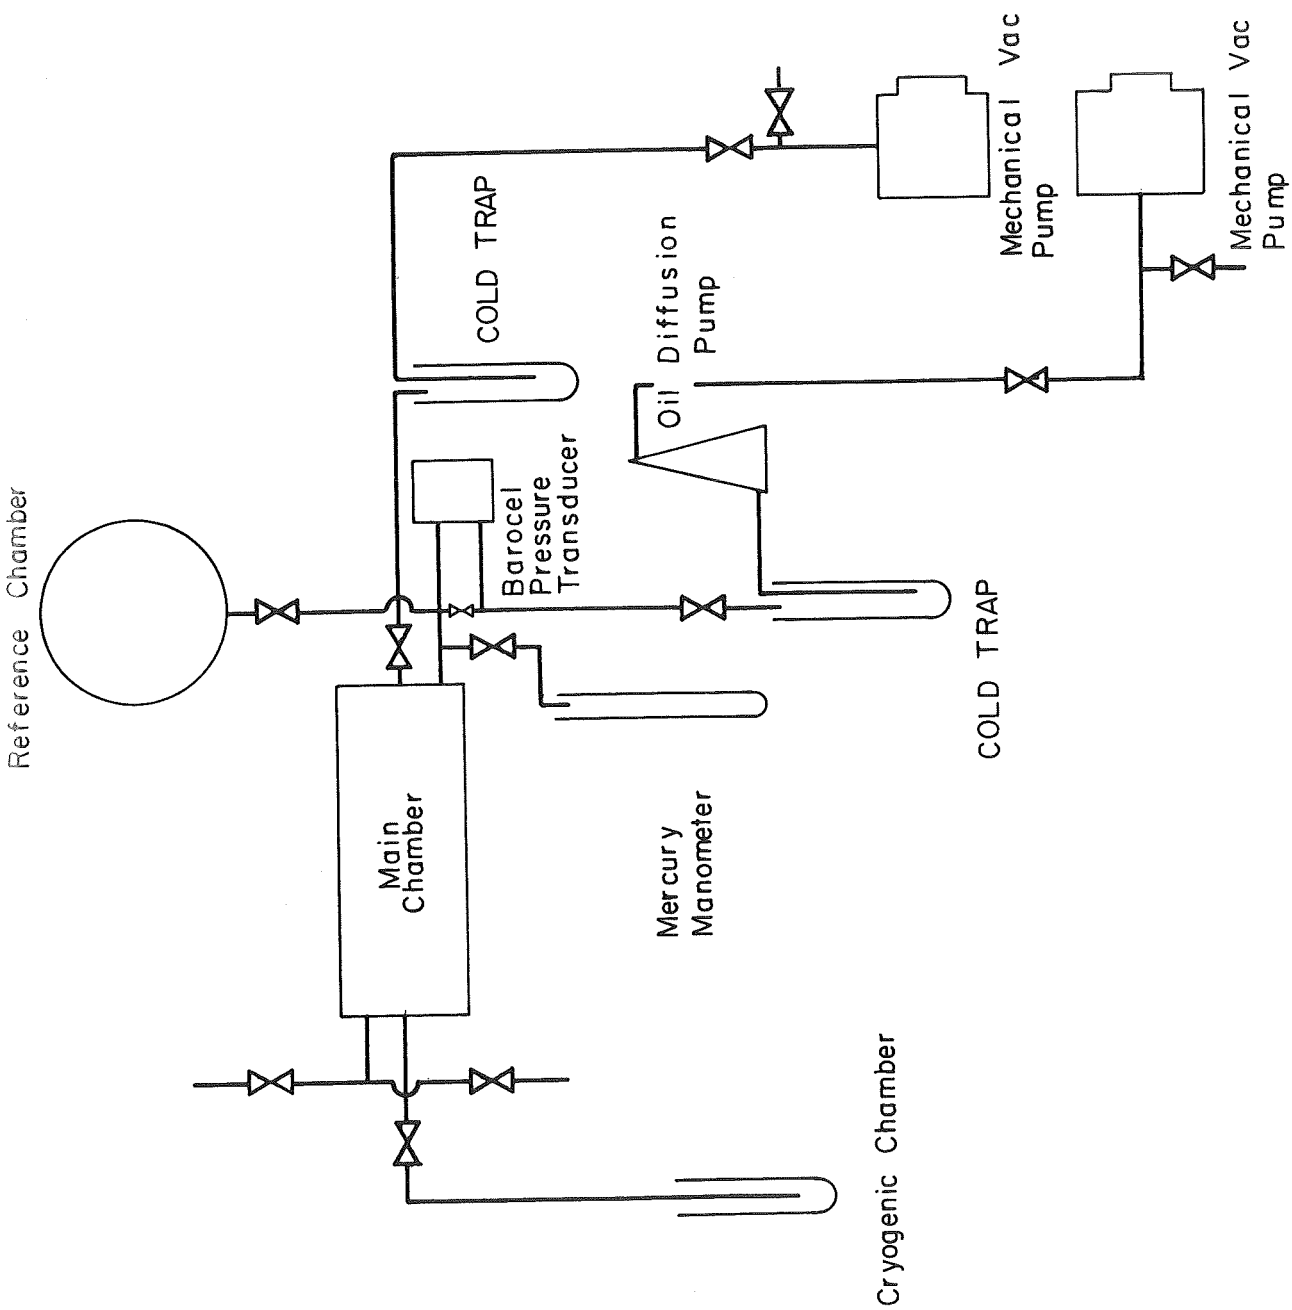 Reference Chamber
COLD TRAP
Mechanical Vac
Pump
Mechanical Vac
Pump
Oil Diffusion
Pump
Barocel
Pressure
Transducer
COLD TRAP
Main
Chamber
Mercury
Manometer
Cryogenic Chamber